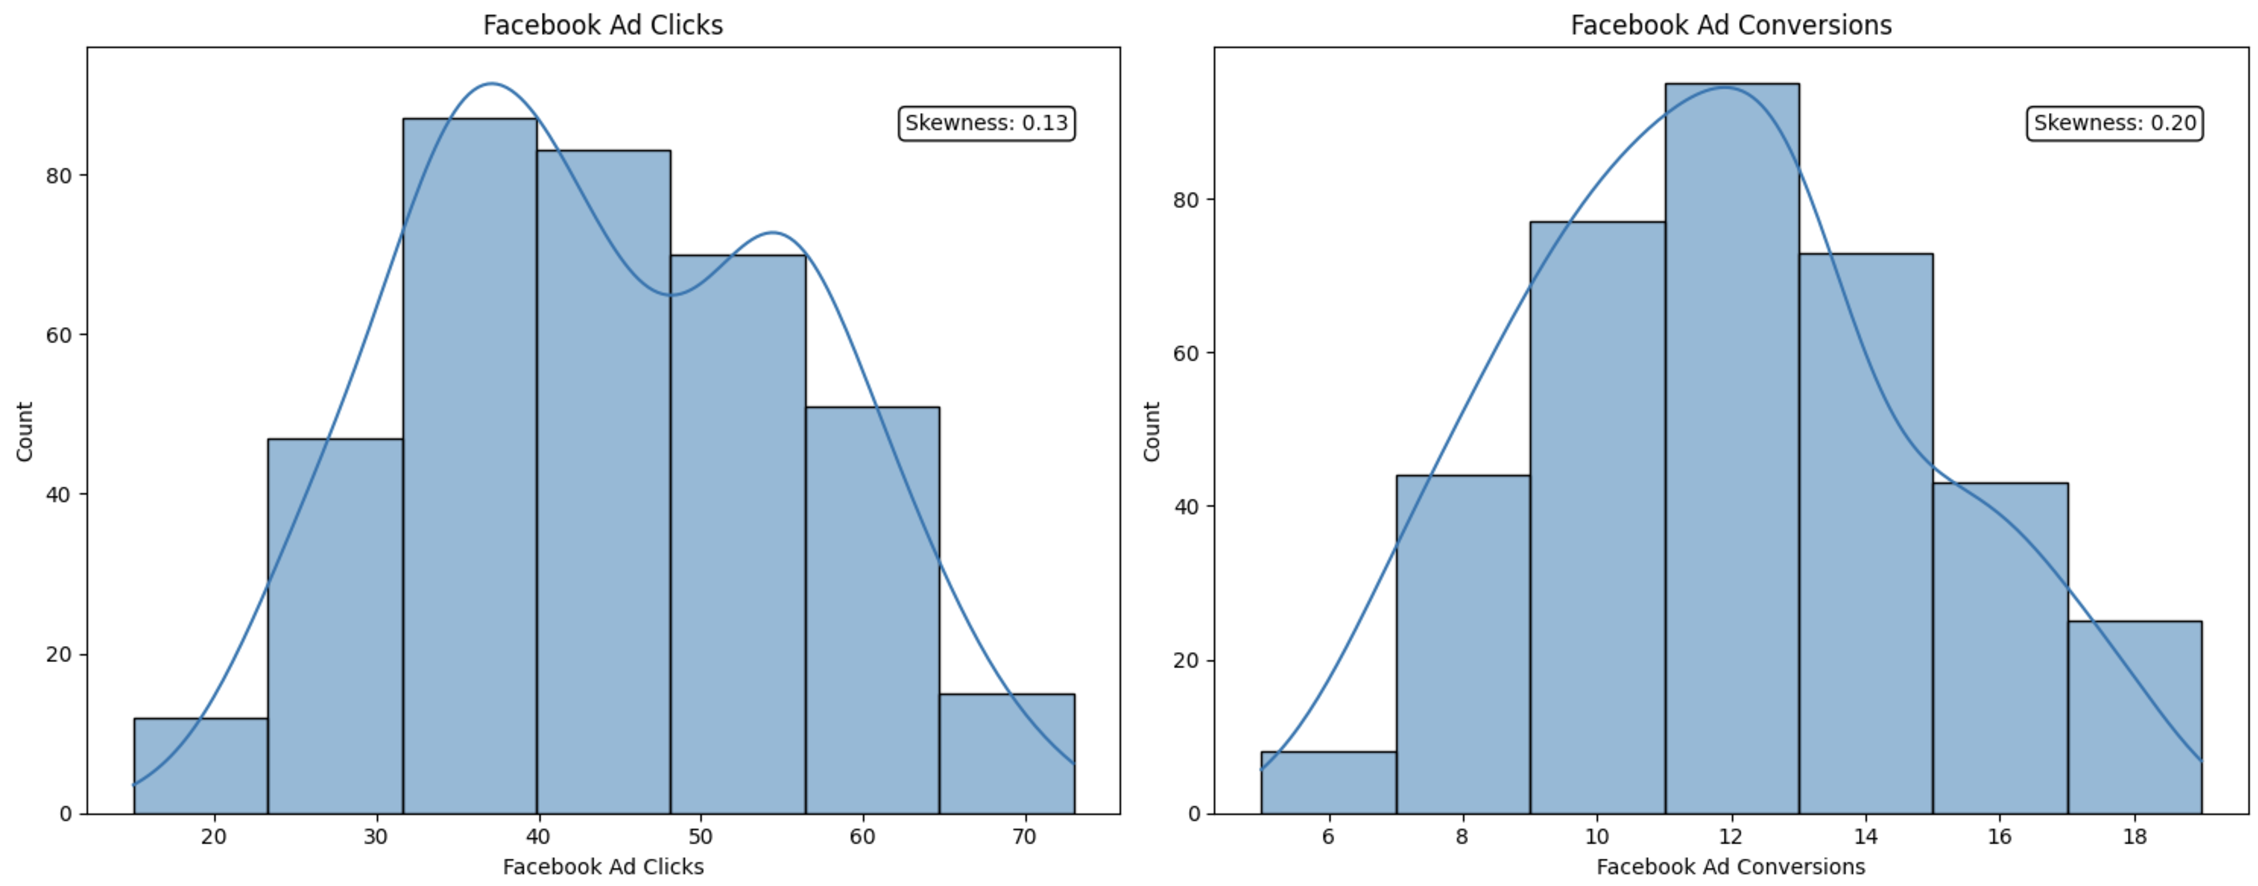 Facebook Ad Clicks
Skewness: 0.13
Count
80
60
40
20
0
20 30 40 50 60 70
Facebook Ad Clicks
Facebook Ad Conversions
Skewness: 0.20
Count
80
60
40
20
0
6 8 10 12 14 16 18
Facebook Ad Conversions